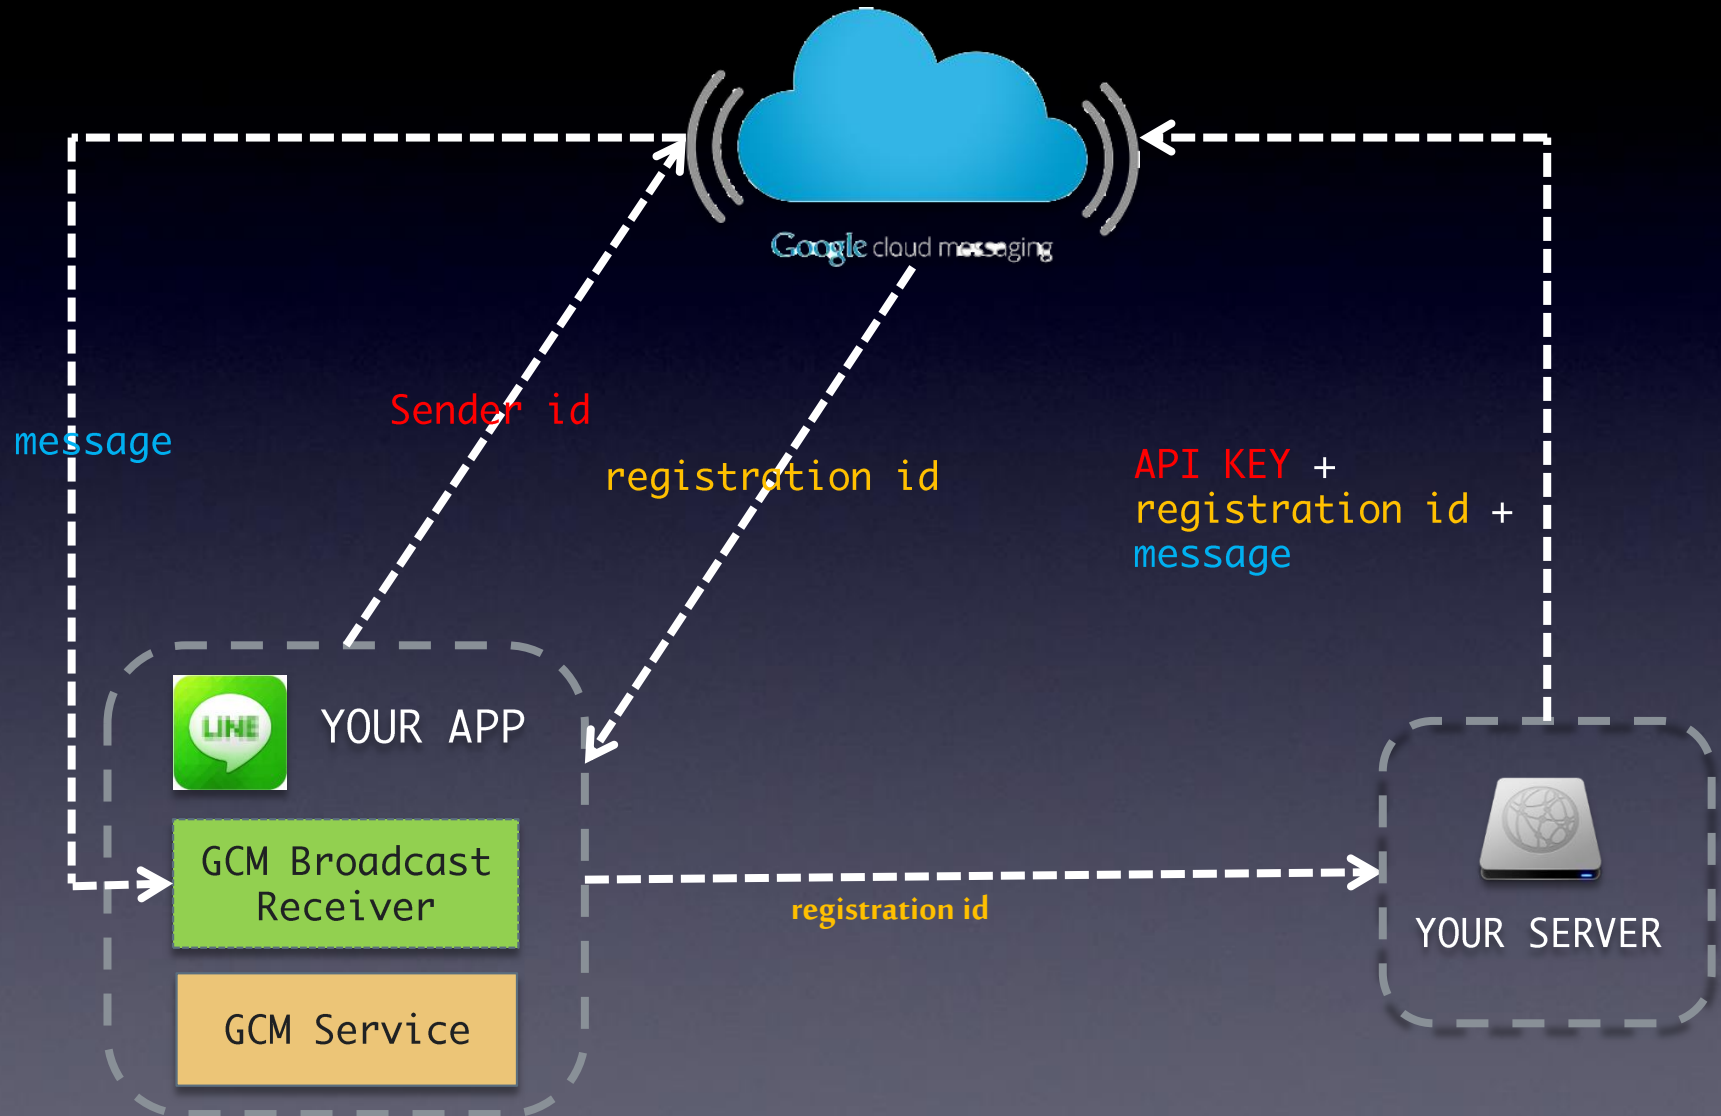 Google cloud messaging
Sender id
message
registration id
API KEY +
registration id +
message
LINE
YOUR APP
GCM Broadcast
Receiver
registration id
YOUR SERVER
GCM Service